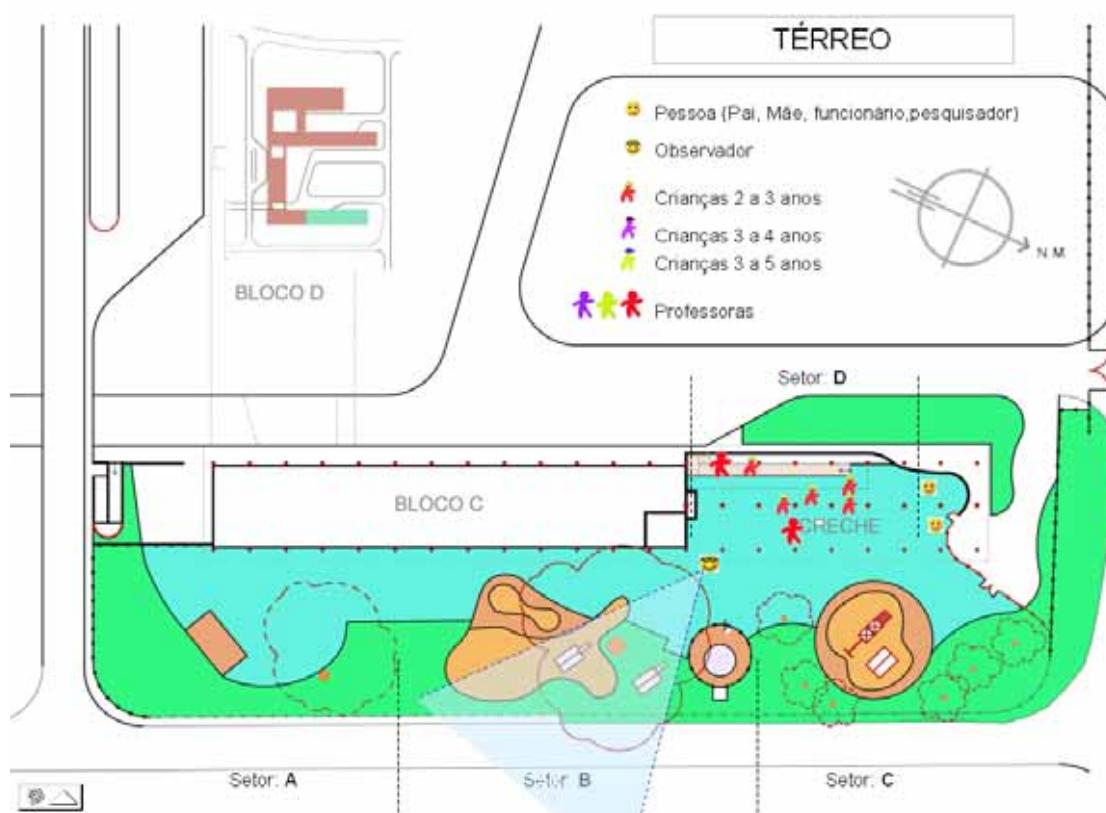 TÉRREO
Pessoa (Pai, Mãe, funcionário,pesquisador)
Observador
Crianças 2 a 3 anos
Crianças 3 a 4 anos
Crianças 3 a 5 anos
Professoras
N.M.
BLOCO D
Setor: D
BLOCO C
CRECHE
Setor: A
Setor: B
Setor: C